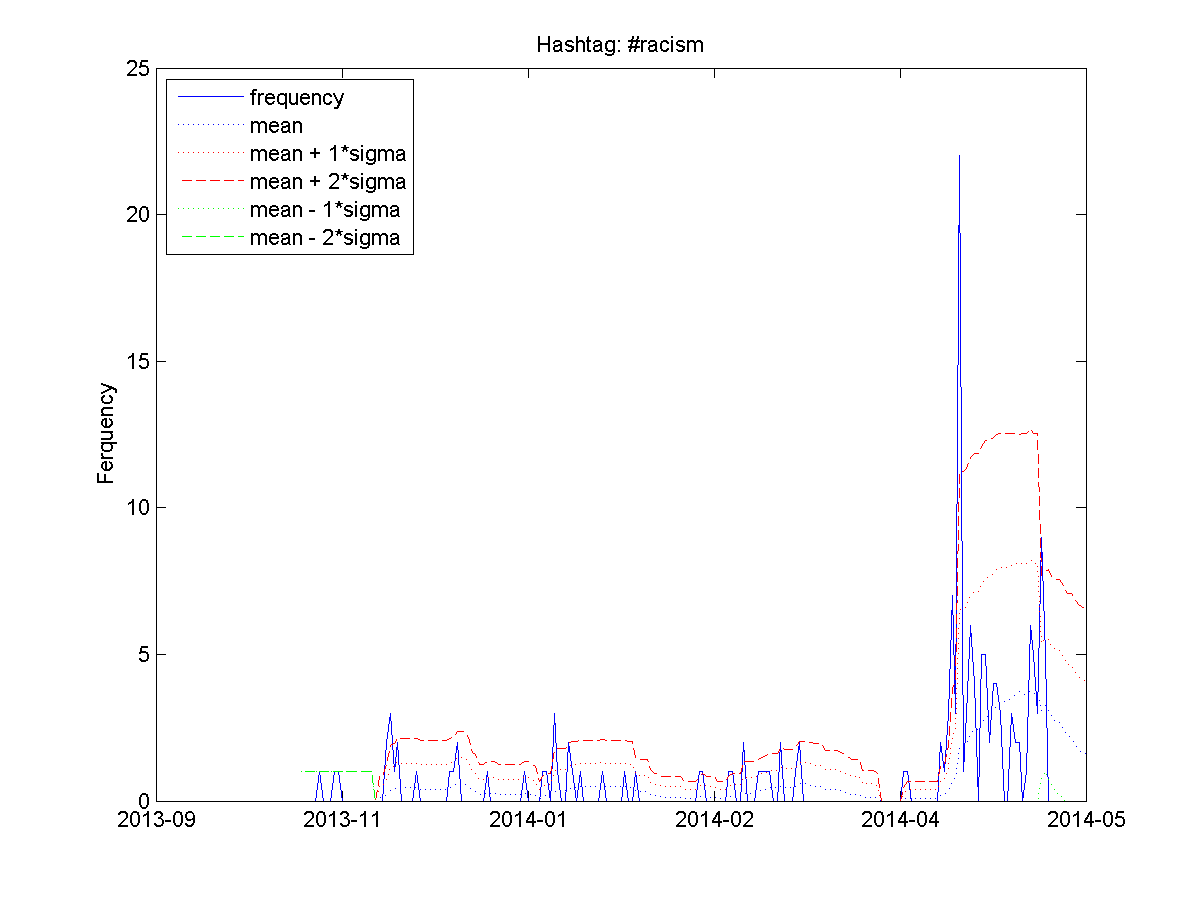 Hashtag: #racism
25
20
15
10
5
0
Ferquency
frequency
mean
mean + 1*sigma
mean + 2*sigma
mean - 1*sigma
mean - 2*sigma
2013-09 2013-11 2014-01 2014-02 2014-04 2014-05